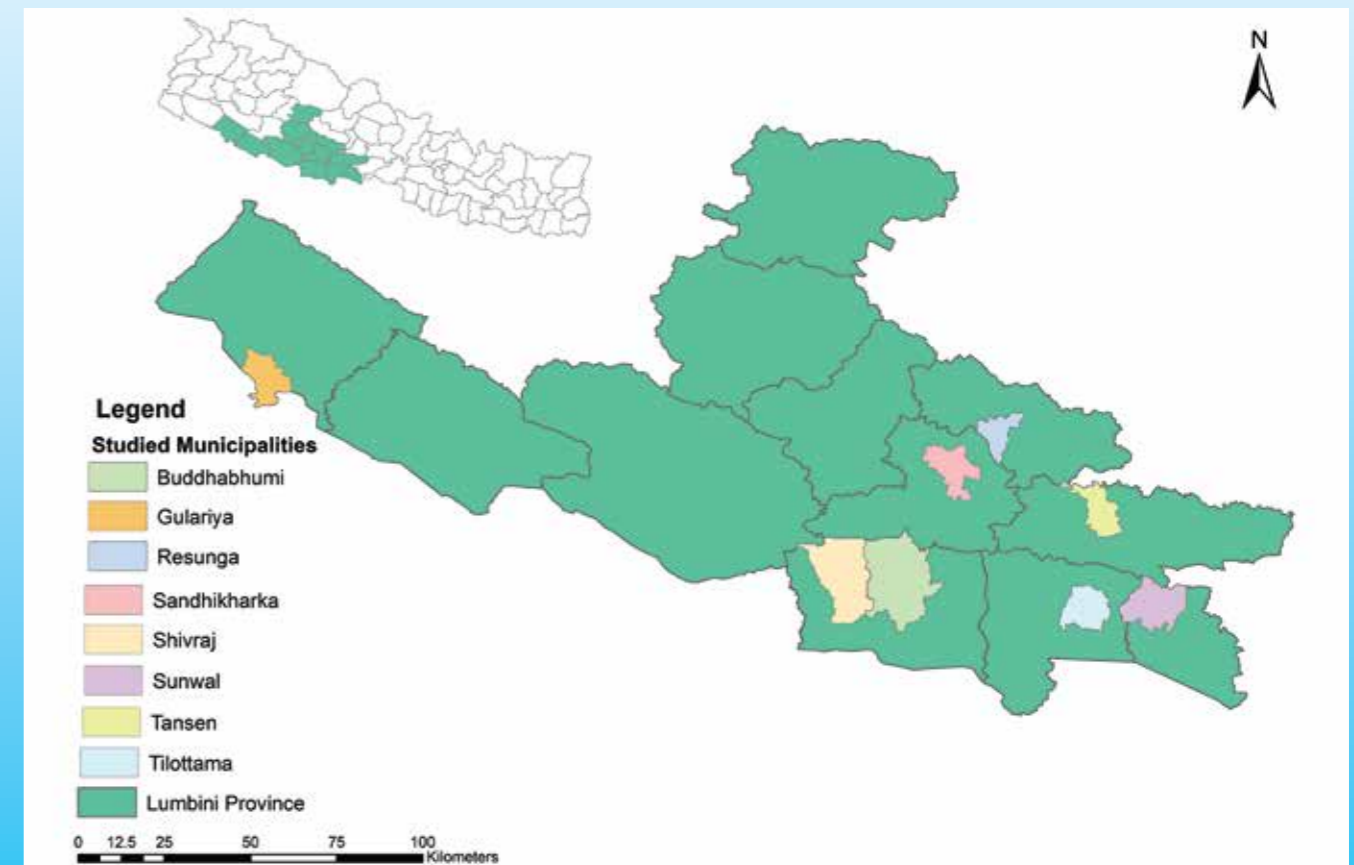 N
Legend
Studied Municipalities
Buddhabhumi
Gulariya
Resunga
Sandhikharka
Shivraj
Sunwal
Tansen
Tilottama
Lumbini Province
0 12.5 25 50 75 100
Kilometers